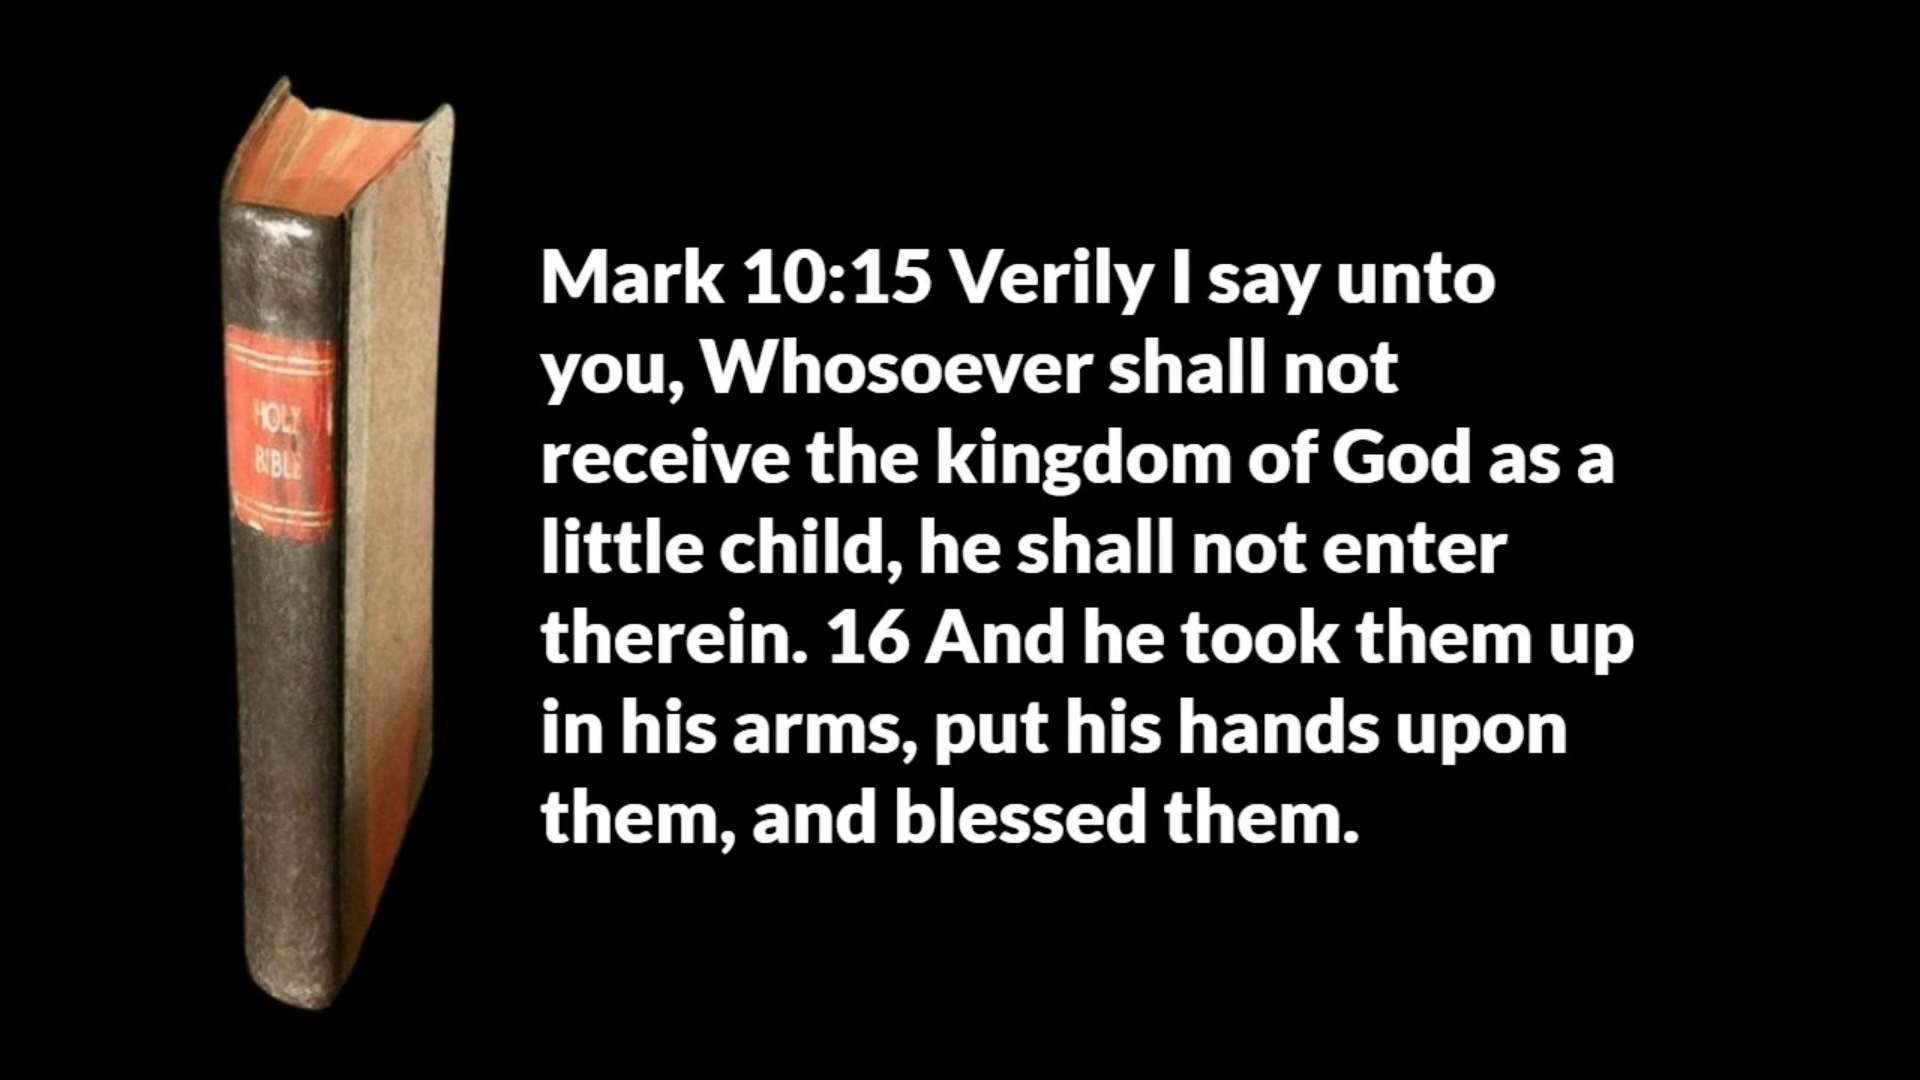 HOLY
BIBLE
Mark 10:15 Verily I say unto
you, Whosoever shall not
receive the kingdom of God as a
little child, he shall not enter
therein. 16 And he took them up
in his arms, put his hands upon
them, and blessed them.